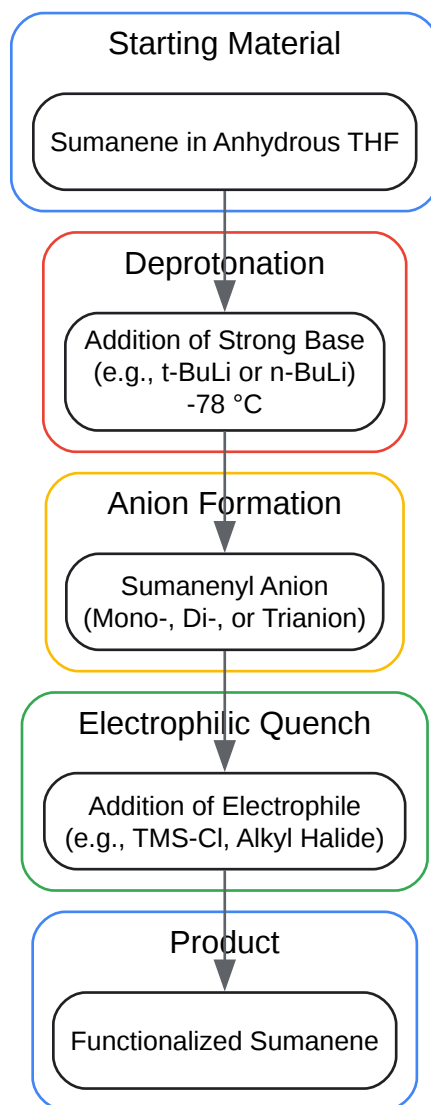 Starting Material
Sumanene in Anhydrous THF
Deprotonation
Addition of Strong Base
(e.g., t-BuLi or n-BuLi)
-78 °C
Anion Formation
Sumanenyl Anion
(Mono-, Di-, or Trianion)
Electrophilic Quench
Addition of Electrophile
(e.g., TMS-Cl, Alkyl Halide)
Product
Functionalized Sumanene